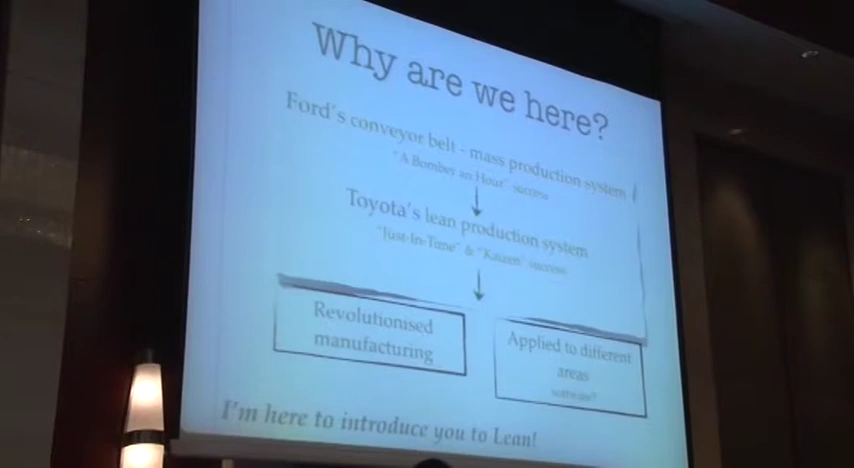 Why are we here?
Ford's conveyor belt - mass production system
"A Bomber an Hour" success
Toyota's lean production system
"Just-In-Time" & "Kaizen" success
Revolutionised
manufacturing
Applied to different
areas
software?
I'm here to introduce you to Lean!